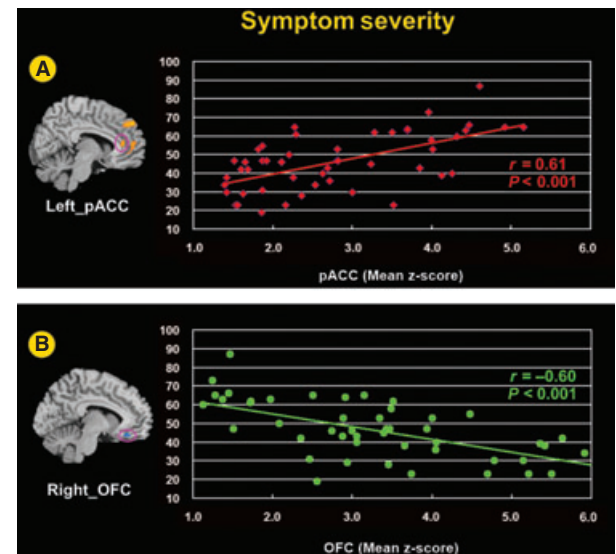 Symptom severity
A
100
90
80
70
60
50
40
30
20
10
r = 0.61
P < 0.001
Left_pACC
1.0 2.0 3.0 4.0 5.0 6.0
pACC (Mean z-score)
B
100
90
80
70
60
50
40
30
20
10
r = –0.60
P < 0.001
Right_OFC
1.0 2.0 3.0 4.0 5.0 6.0
OFC (Mean z-score)